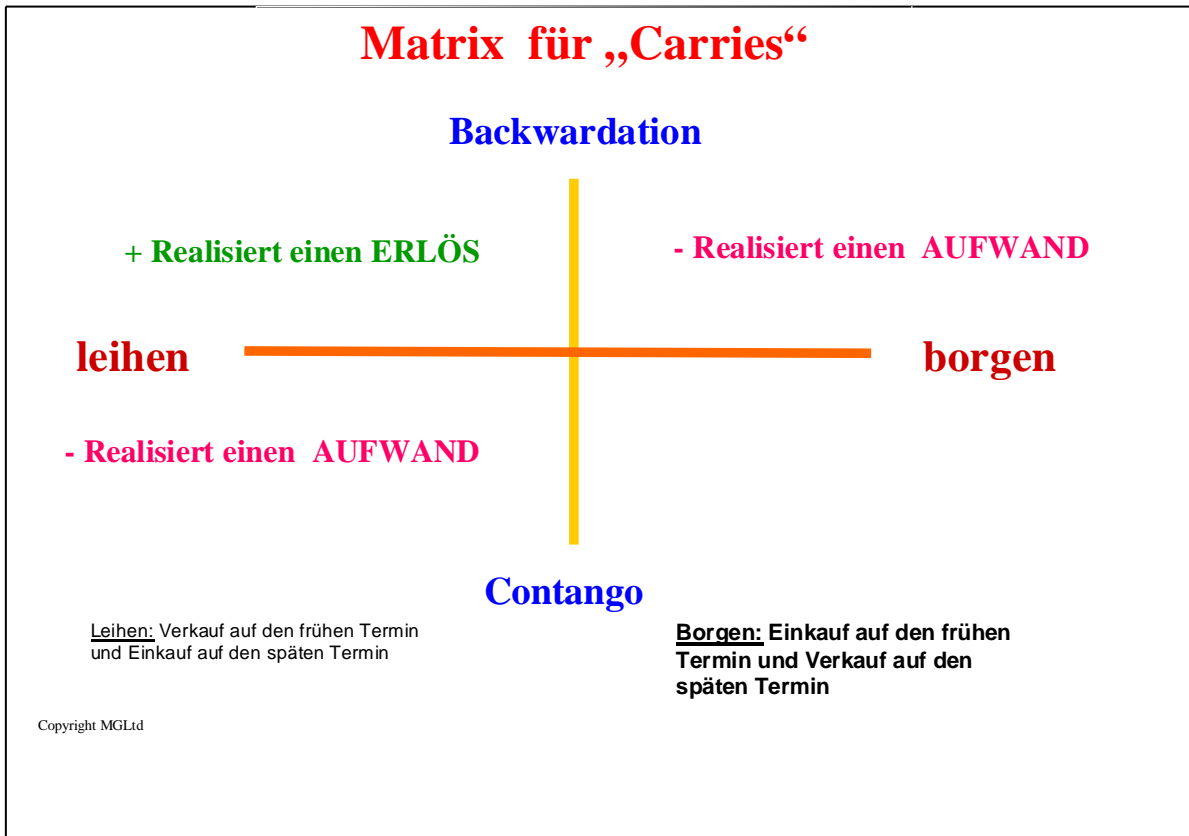 Matrix für „Carries“
Backwardation
+ Realisiert einen ERLÖS
- Realisiert einen AUFWAND
leihen
borgen
- Realisiert einen AUFWAND
Contango
Leihen: Verkauf auf den frühen Termin
und Einkauf auf den späten Termin
Borgen: Einkauf auf den frühen
Termin und Verkauf auf den
späten Termin
Copyright MGLtd